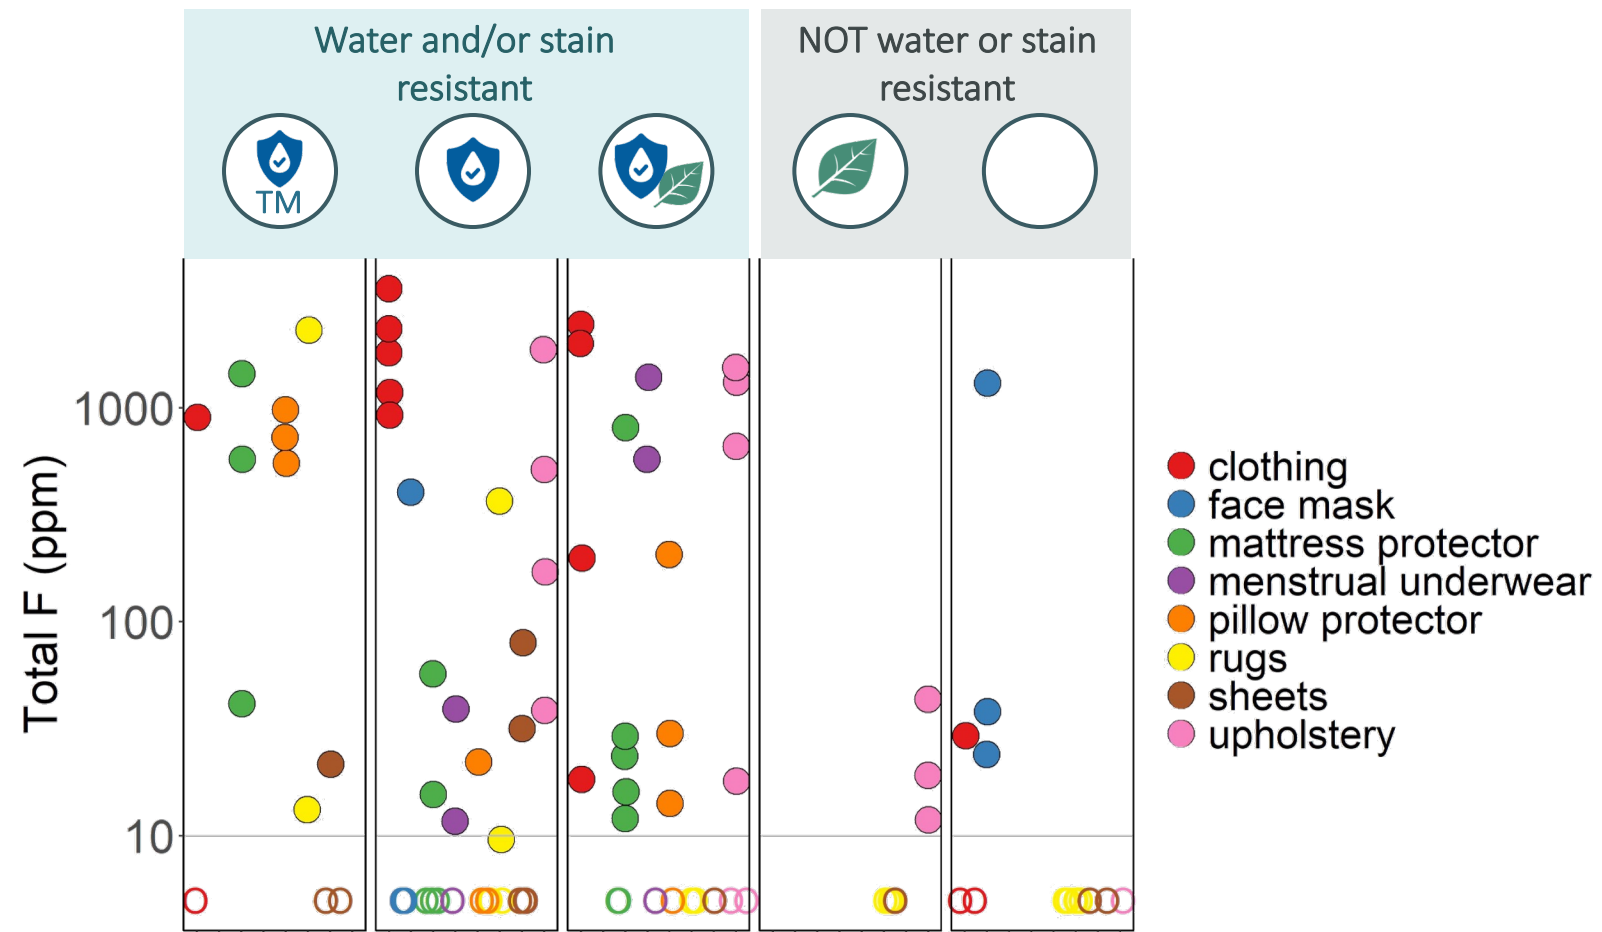 Water and/or stain
resistant
NOT water or stain
resistant
TM
1000
100
10
Total F (ppm)
clothing
face mask
mattress protector
menstrual underwear
pillow protector
rugs
sheets
upholstery